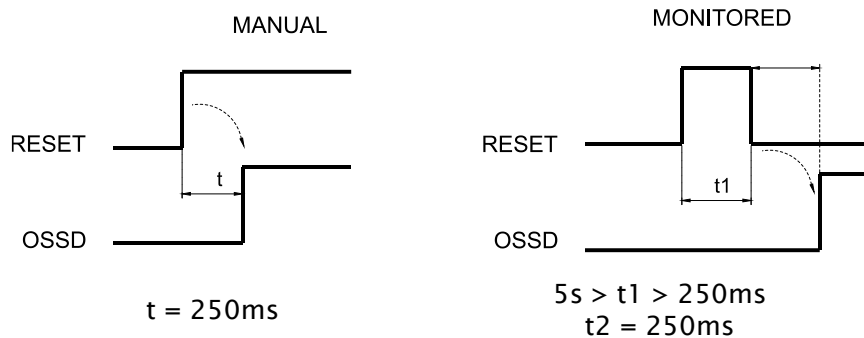 MANUAL
RESET
t
OSSD
t = 250ms
MONITORED
RESET
t1
OSSD
5s > t1 > 250ms
t2 = 250ms